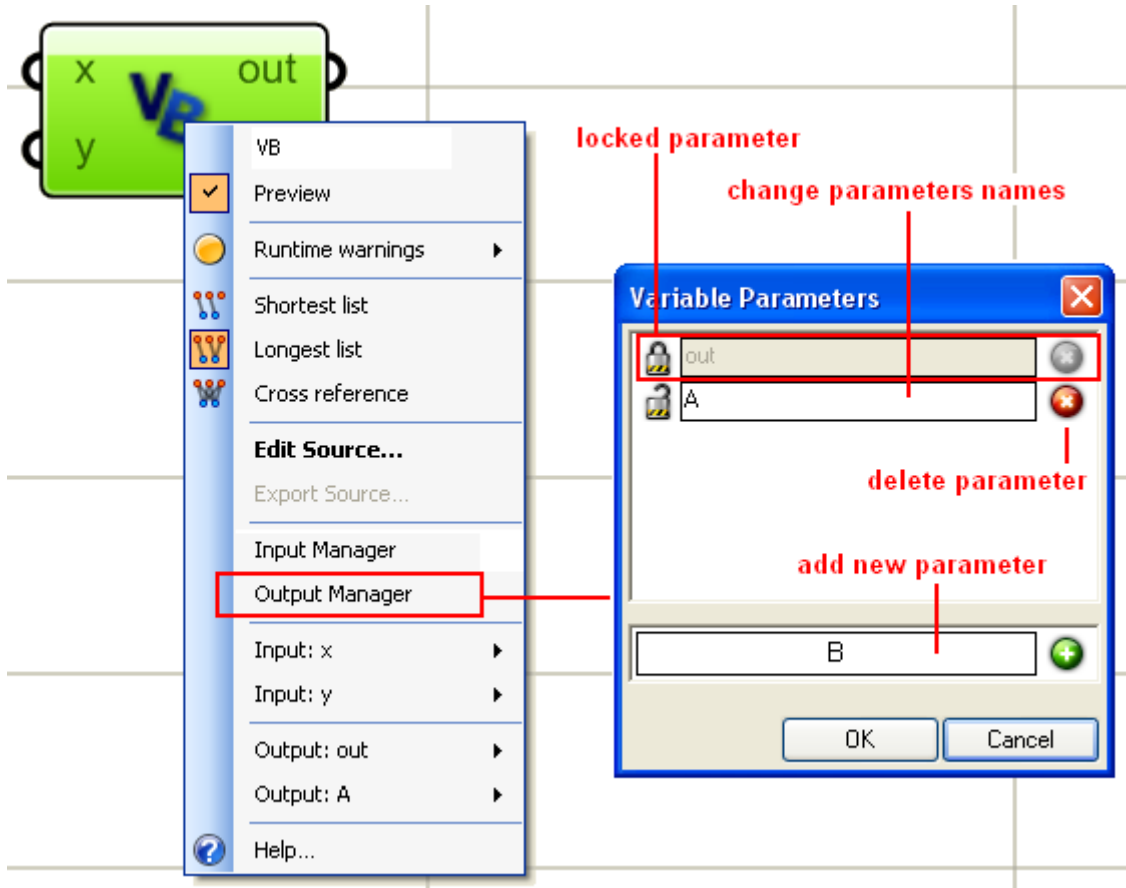 x out
VB
y
VB
Preview
Runtime warnings
Shortest list
Longest list
Cross reference
Edit Source...
Export Source...
Input Manager
Output Manager
Input: x
Input: y
Output: out
Output: A
Help...
locked parameter
change parameters names
Variable Parameters
out
A
delete parameter
add new parameter
B
OK Cancel